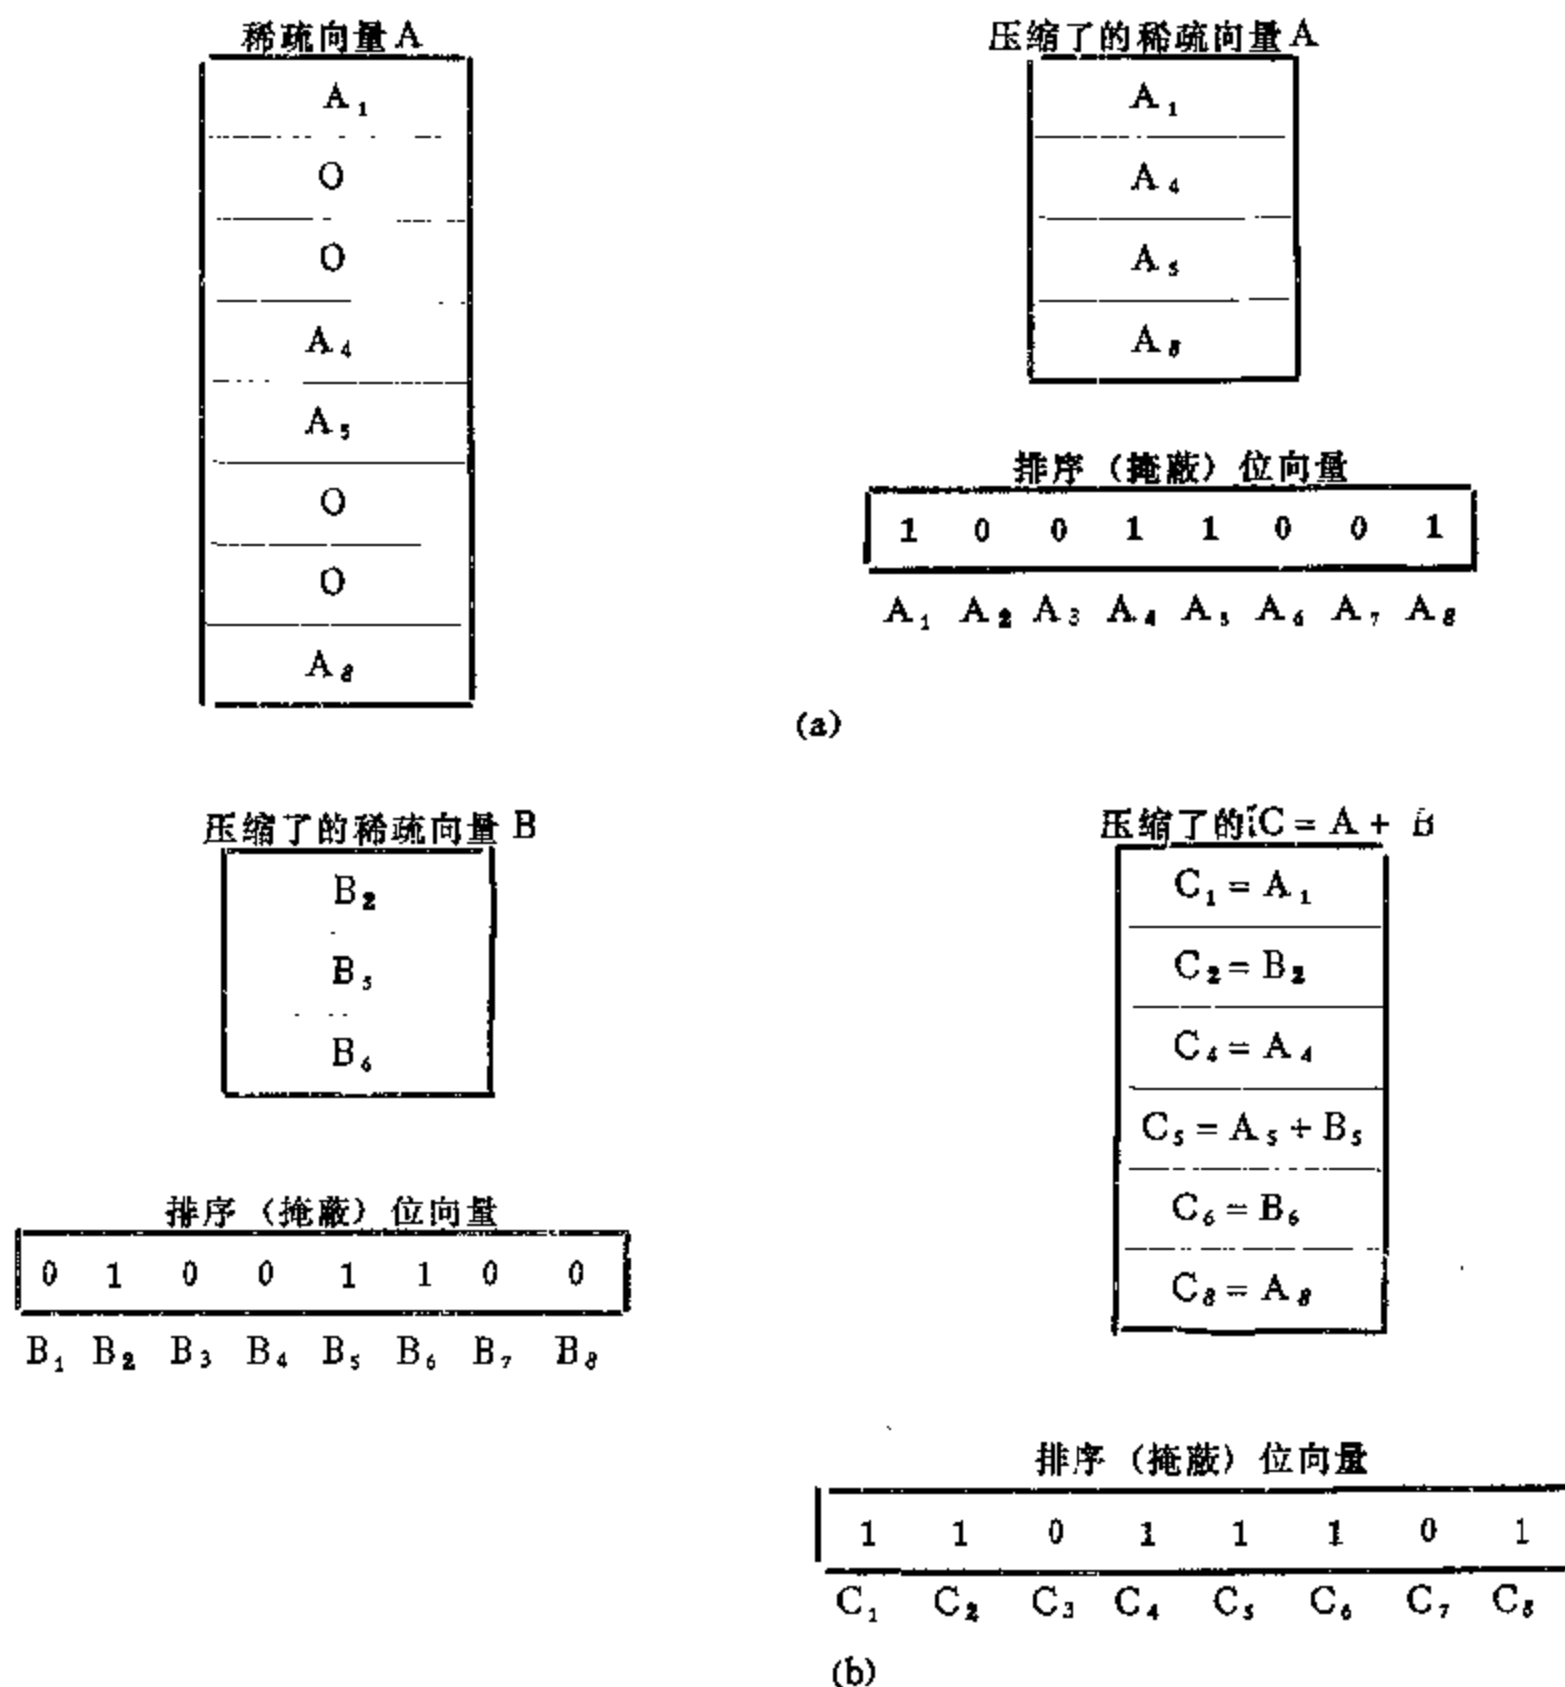 稀疏向量A
A₁
O
O
A₄
A₅
O
O
A₈
压缩了的稀疏向量A
A₁
A₄
A₅
A₈
排序（掩蔽）位向量
1 0 0 1 1 0 0 1
A₁ A₂ A₃ A₄ A₅ A₆ A₇ A₈
(a)
压缩了的稀疏向量 B
B₂
B₅
B₆
排序（掩蔽）位向量
0 1 0 0 1 1 0 0
B₁ B₂ B₃ B₄ B₅ B₆ B₇ B₈
压缩了的C = A + B
C₁ = A₁
C₂ = B₂
C₄ = A₄
C₅ = A₅ + B₅
C₆ = B₆
C₈ = A₈
排序（掩蔽）位向量
1 1 0 1 1 1 0 1
C₁ C₂ C₃ C₄ C₅ C₆ C₇ C₈
(b)